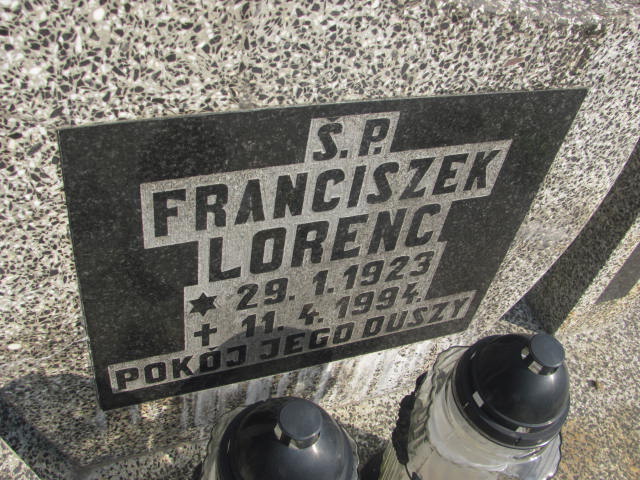 Ś.P.
FRANCISZEK
LORENC
✶ 29.1.1923
+ 11.4.1994.
POKÓJ JEGO DUSZY